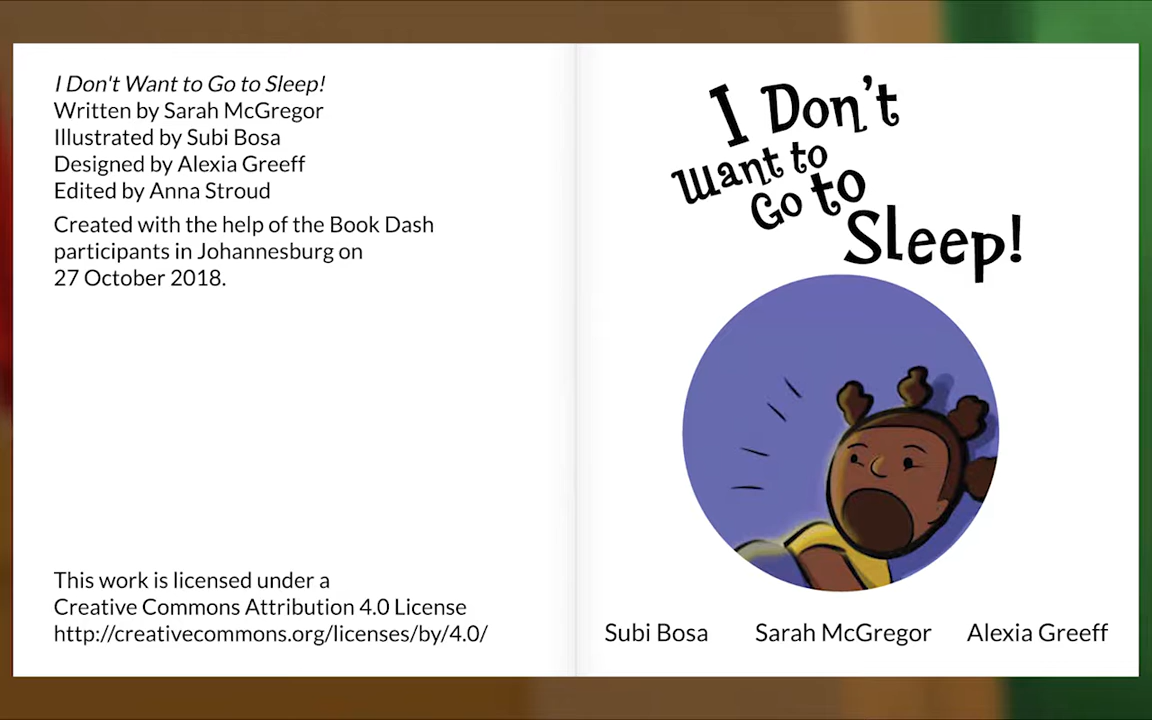 I Don't Want to Go to Sleep!
Written by Sarah McGregor
Illustrated by Subi Bosa
Designed by Alexia Greeff
Edited by Anna Stroud
Created with the help of the Book Dash
participants in Johannesburg on
27 October 2018.
This work is licensed under a
Creative Commons Attribution 4.0 License
http://creativecommons.org/licenses/by/4.0/
I Don't
Want to
Go to
Sleep!
Subi Bosa Sarah McGregor Alexia Greeff